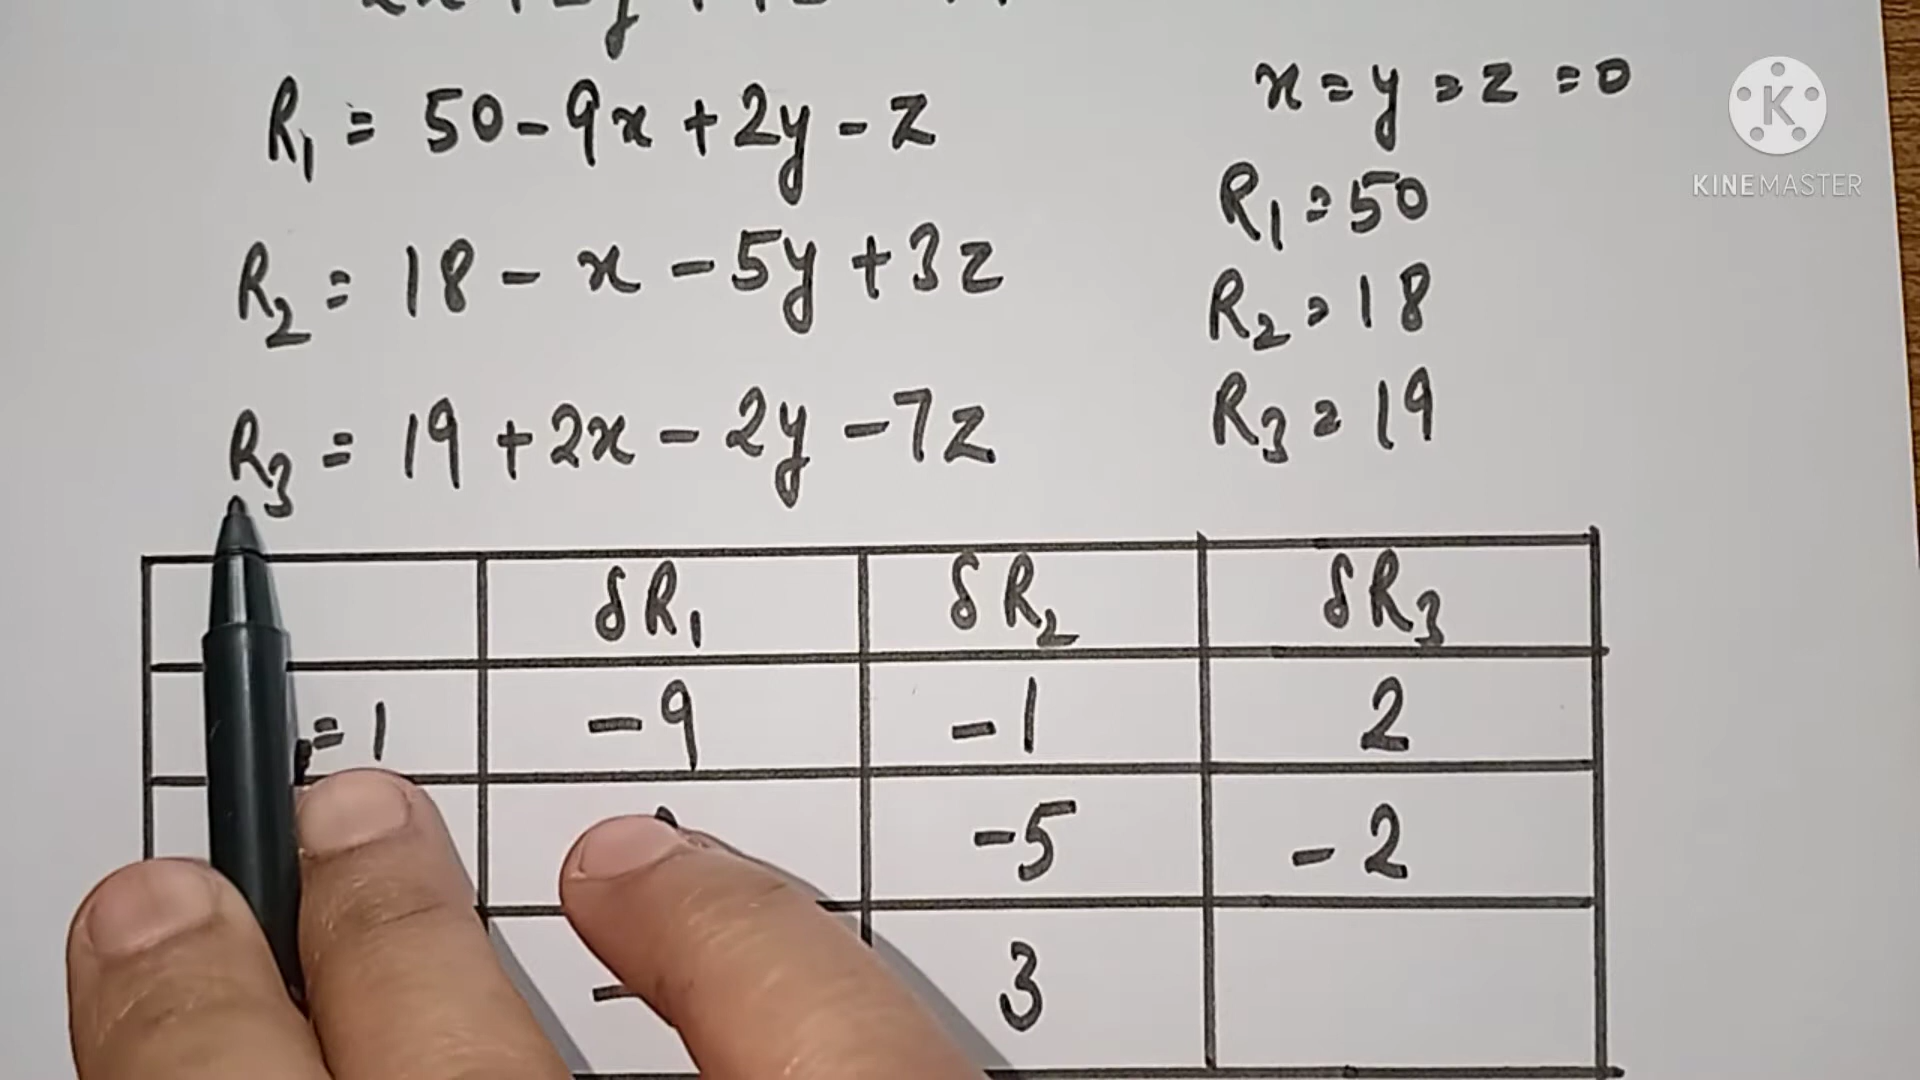 R₁ = 50 - 9x + 2y - z
R₂ = 18 - x - 5y + 3z
R₃ = 19 + 2x - 2y - 7z
x = y = z = 0
R₁ = 50
R₂ = 18
R₃ = 19
KINEMASTER
δR₁ δR₂ δR₃
= 1 -9 -1 2
-5 -2
3